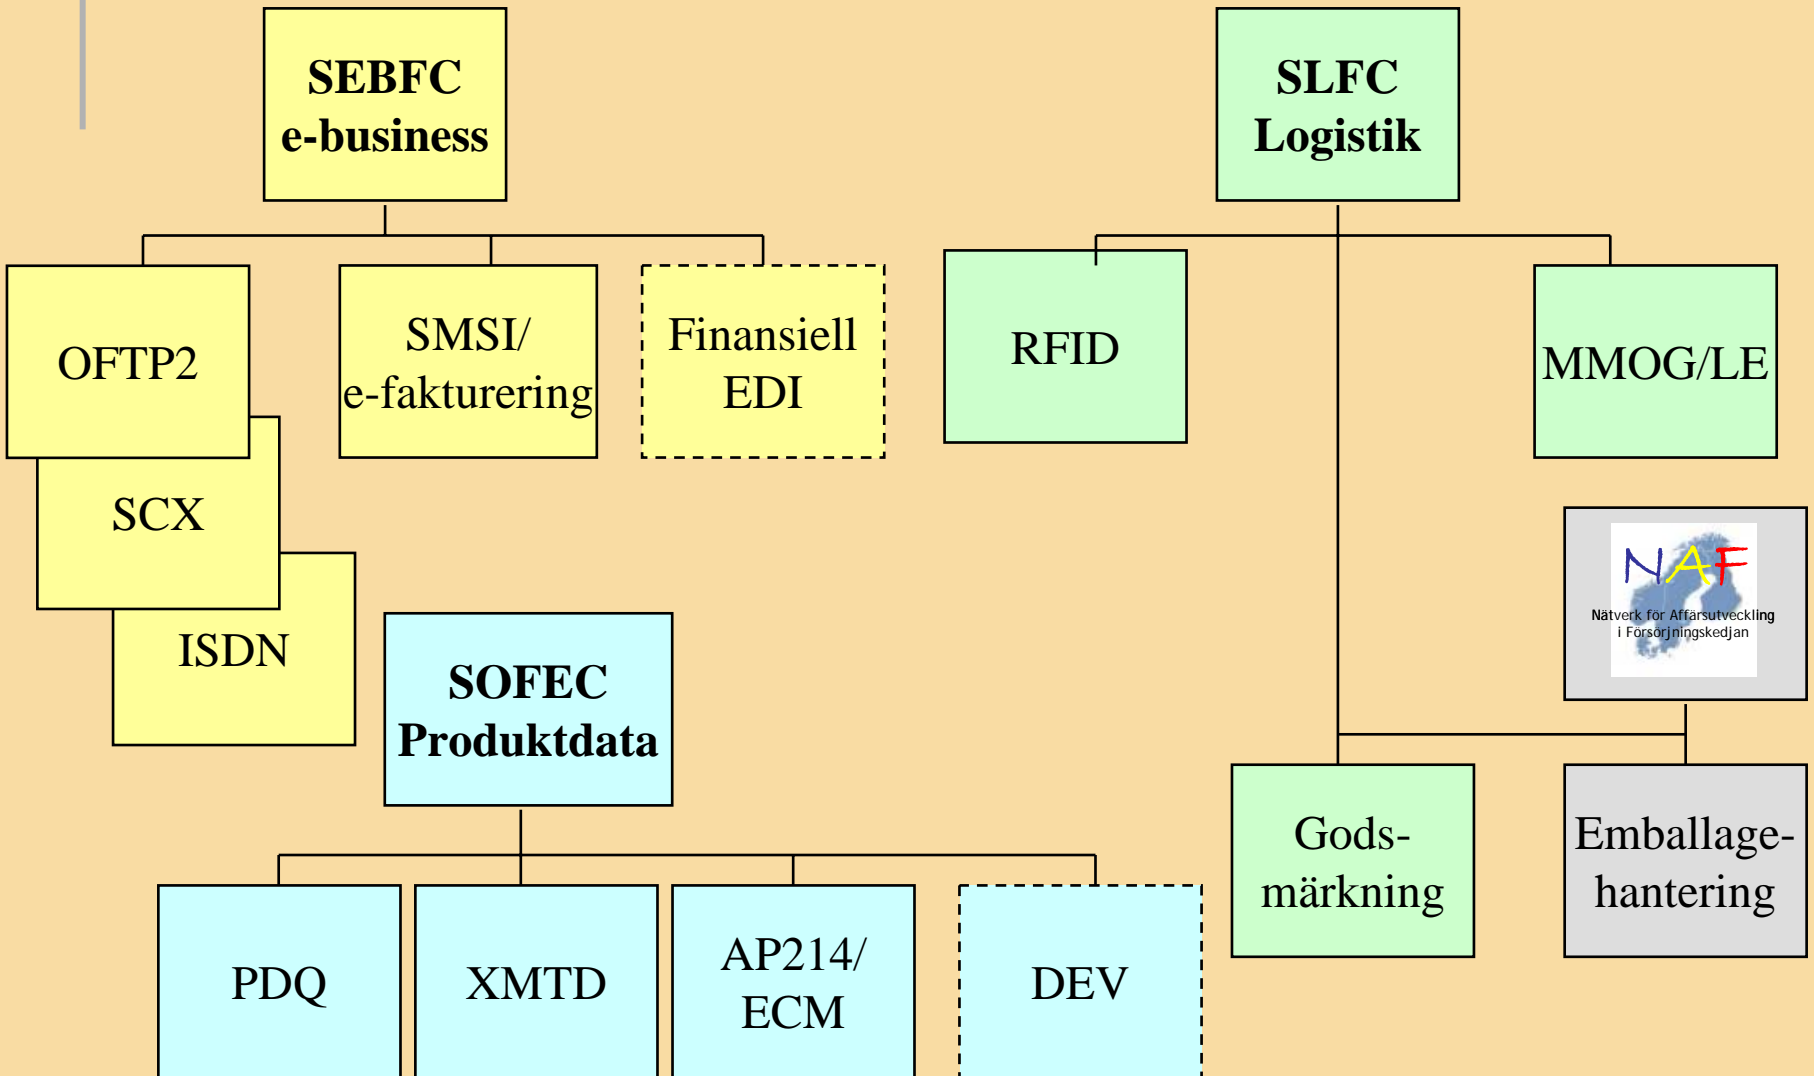 SEBFC
e-business
SLFC
Logistik
OFTP2
SMSI/
e-fakturering
Finansiell
EDI
RFID
MMOG/LE
SCX
ISDN
NAF
Nätverk för Affärsutveckling
i Försörjningskedjan
SOFEC
Produktdata
Gods-
märkning
Emballage-
hantering
PDQ
XMTD
AP214/
ECM
DEV